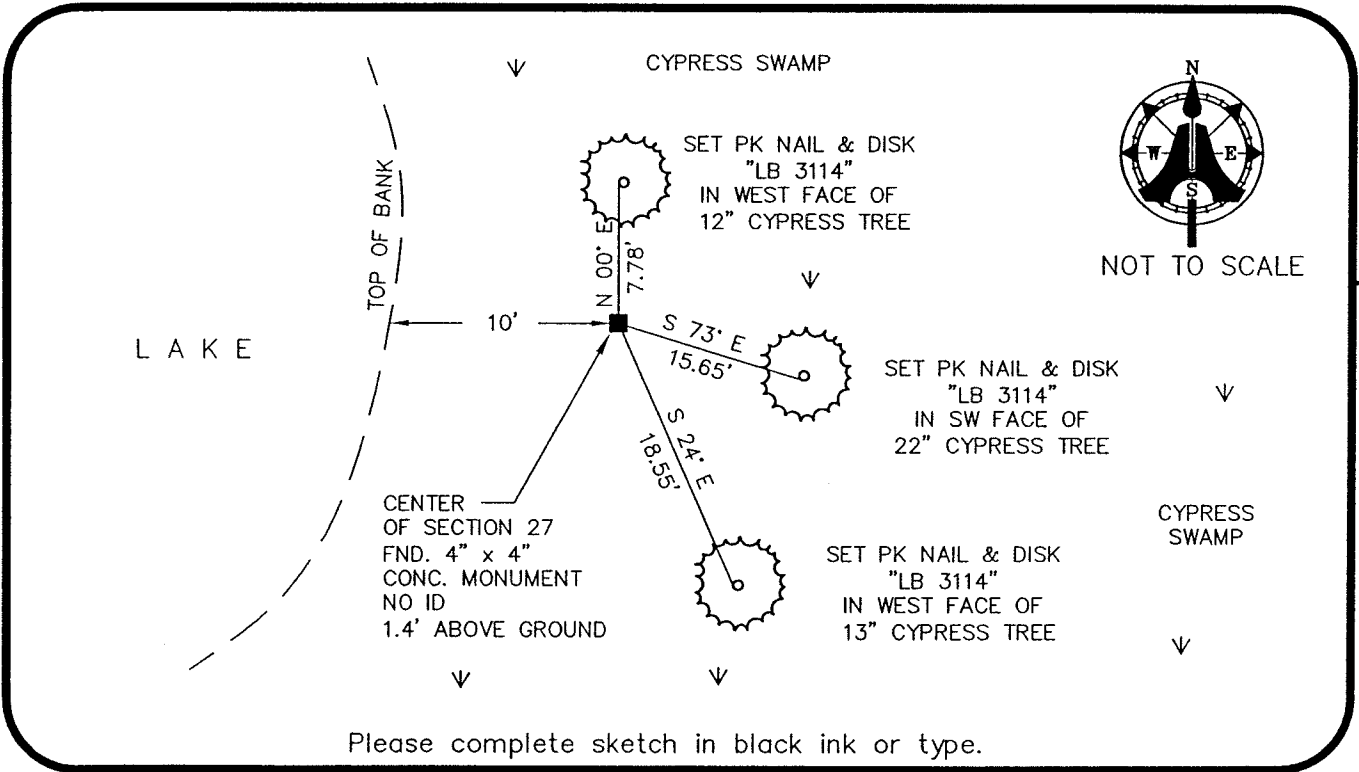 CYPRESS SWAMP
N
W E
S
NOT TO SCALE
SET PK NAIL & DISK
"LB 3114"
IN WEST FACE OF
12" CYPRESS TREE
TOP OF BANK
N 00° E
7.78'
10'
LAKE
S 73° E
15.65'
SET PK NAIL & DISK
"LB 3114"
IN SW FACE OF
22" CYPRESS TREE
S 24° E
18.55'
CENTER
OF SECTION 27
FND. 4" x 4"
CONC. MONUMENT
NO ID
1.4' ABOVE GROUND
CYPRESS
SWAMP
SET PK NAIL & DISK
"LB 3114"
IN WEST FACE OF
13" CYPRESS TREE
Please complete sketch in black ink or type.